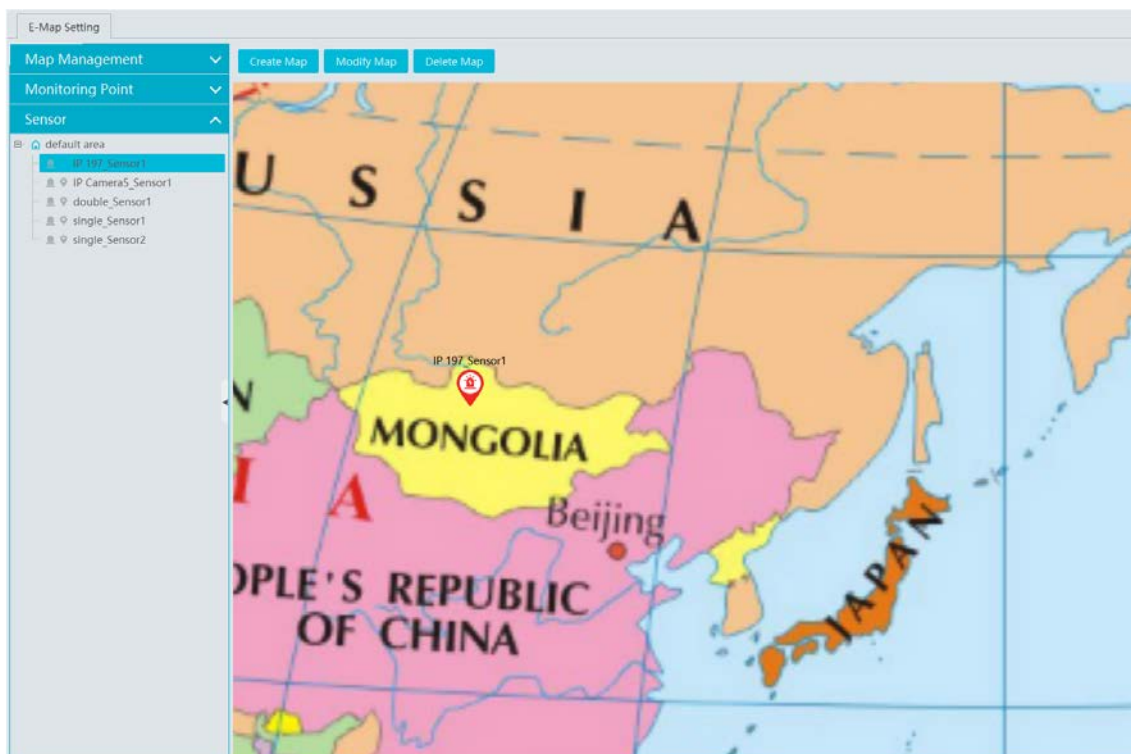 E-Map Setting
Map Management
Create Map
Modify Map
Delete Map
Monitoring Point
Sensor
default area
IP 197_Sensor1
IP Camera5_Sensor1
double_Sensor1
single_Sensor1
single_Sensor2
USSIA
IP 197_Sensor1
N
MONGOLIA
I A
Beijing
JAPAN
OPLE'S REPUBLIC
OF CHINA